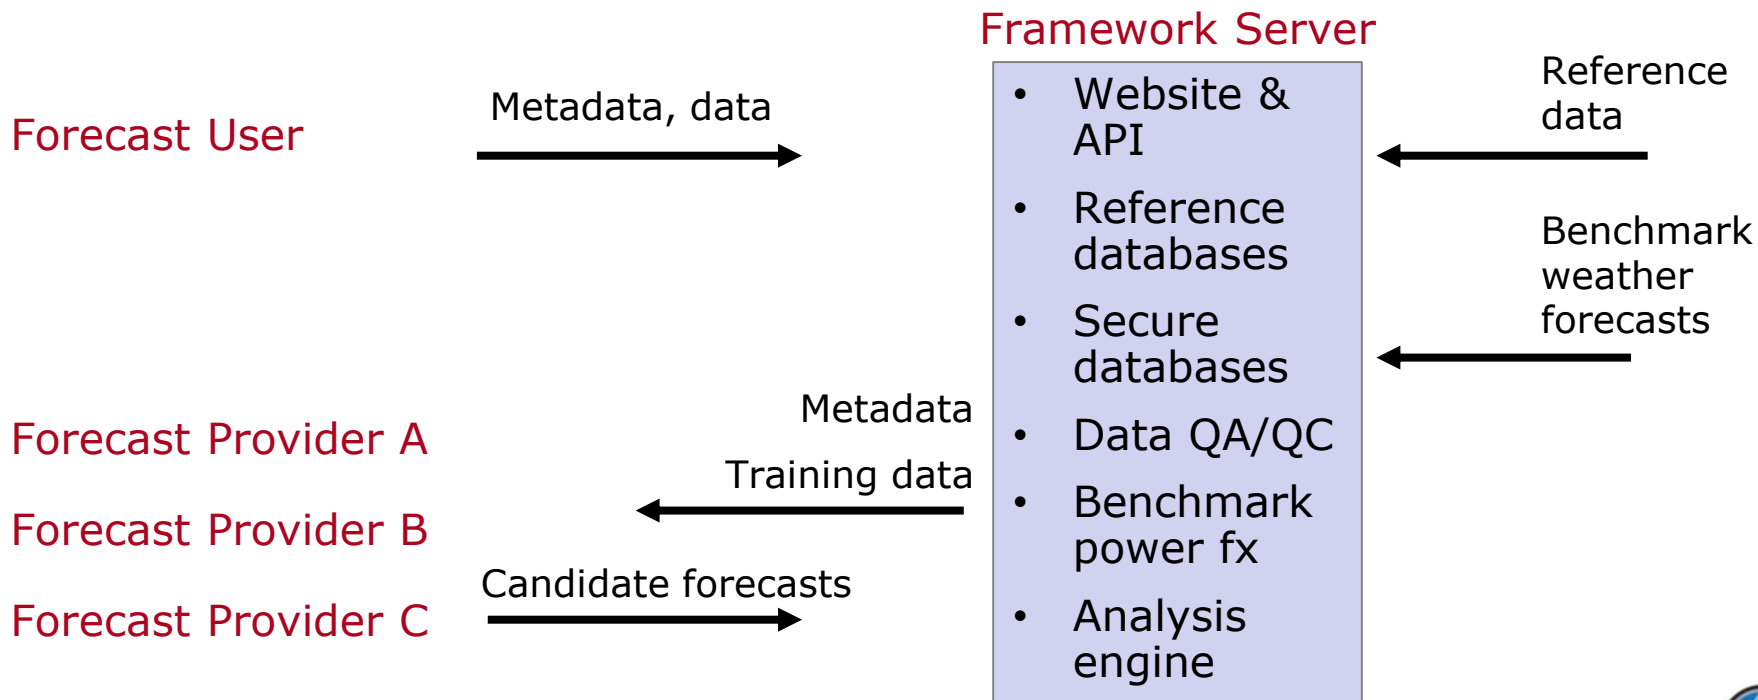 Framework Server
Forecast User
Metadata, data
• Website &
API
• Reference
databases
• Secure
databases
• Data QA/QC
• Benchmark
power fx
• Analysis
engine
Reference
data
Benchmark
weather
forecasts
Metadata
Training data
Forecast Provider A
Forecast Provider B
Candidate forecasts
Forecast Provider C